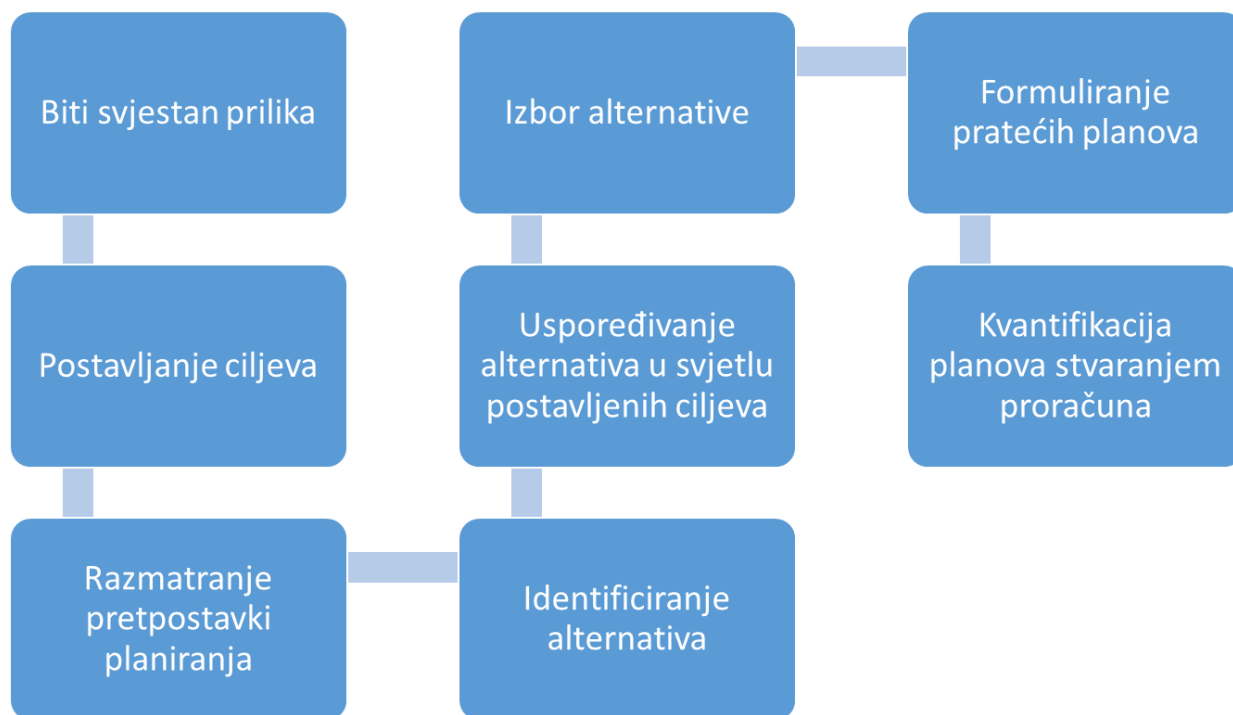 Biti svjestan prilika
Postavljanje ciljeva
Razmatranje
pretpostavki
planiranja
Identificiranje
alternativa
Uspoređivanje
alternativa u svjetlu
postavljenih ciljeva
Izbor alternative
Formuliranje
pratećih planova
Kvantifikacija
planova stvaranjem
proračuna